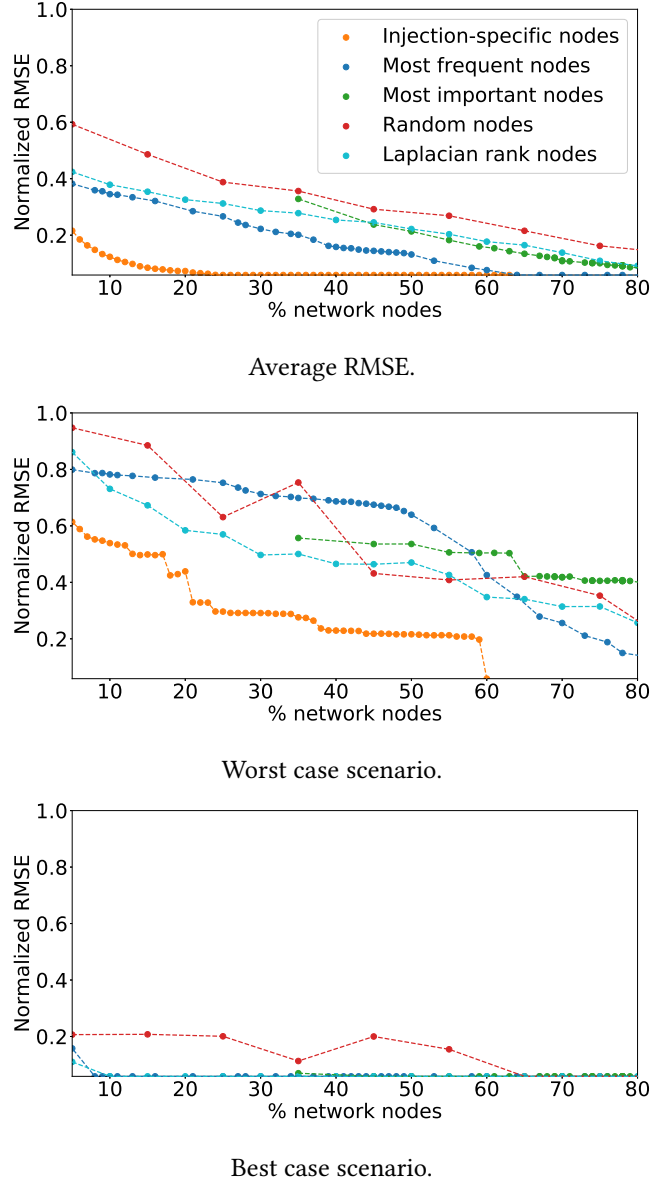 Normalized RMSE
1.0
0.8
0.6
0.4
0.2
Injection-specific nodes
Most frequent nodes
Most important nodes
Random nodes
Laplacian rank nodes
10 20 30 40 50 60 70 80
% network nodes
Average RMSE.
Normalized RMSE
1.0
0.8
0.6
0.4
0.2
10 20 30 40 50 60 70 80
% network nodes
Worst case scenario.
Normalized RMSE
1.0
0.8
0.6
0.4
0.2
10 20 30 40 50 60 70 80
% network nodes
Best case scenario.